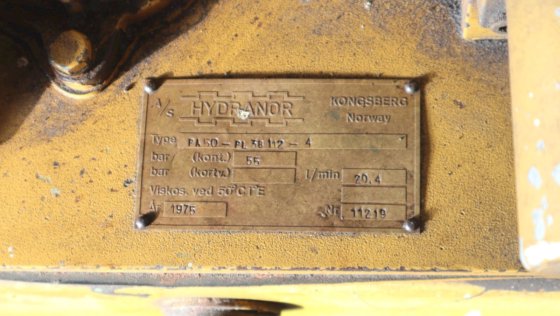 A/S HYDRANOR KONGSBERG
Norway
Type PA 50 - PL 38 112 - 4
bar/ (kont.) 55
bar/ (kortv.) l/min 20.4
Viskos. ved 50°C I°E
År 1976 Nr. 11219